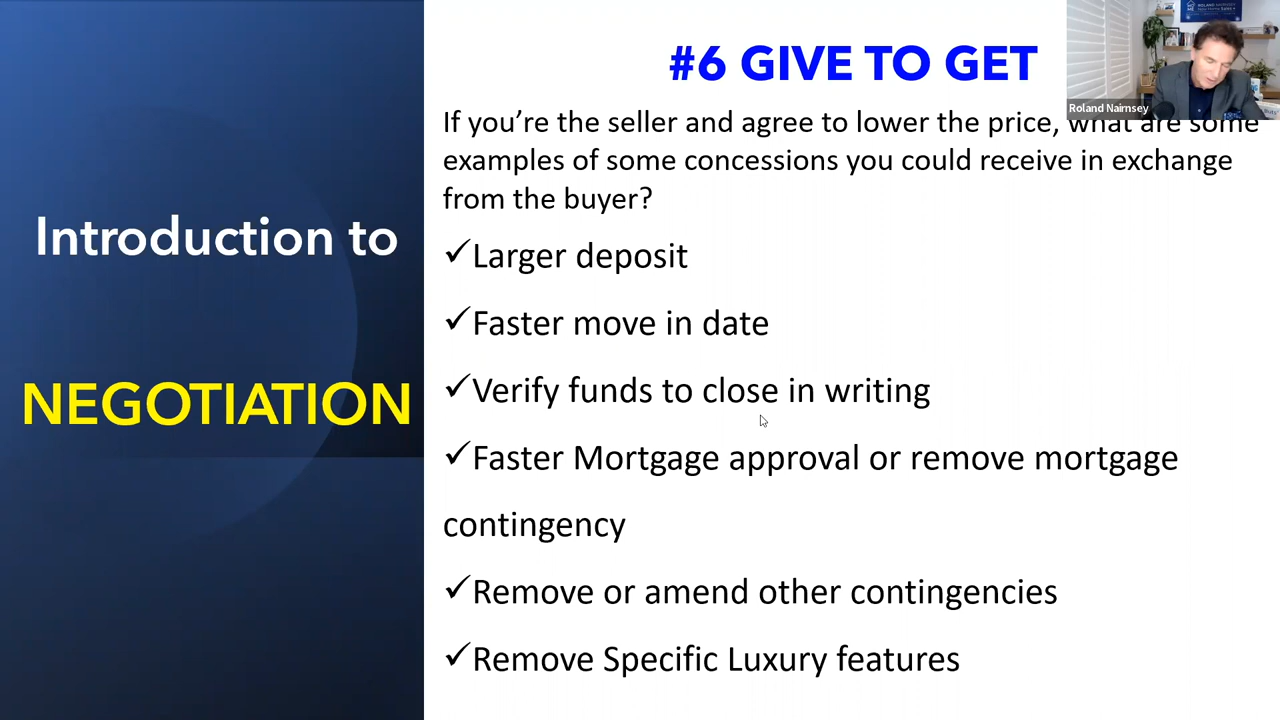 #6 GIVE TO GET
Roland Nairnsey
If you’re the seller and agree to lower the price, what are some
examples of some concessions you could receive in exchange
from the buyer?
Introduction to
NEGOTIATION
✓Larger deposit
✓Faster move in date
✓Verify funds to close in writing
✓Faster Mortgage approval or remove mortgage
contingency
✓Remove or amend other contingencies
✓Remove Specific Luxury features